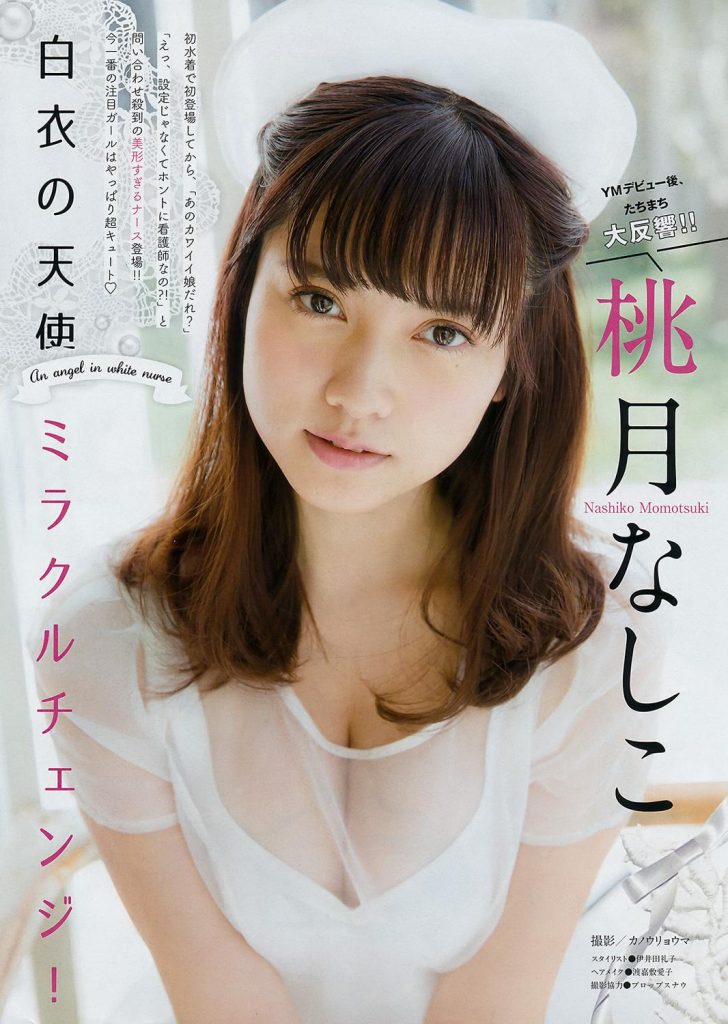 YMデビュー後、
たちまち
大反響!!
桃月なしこ
Nashiko Momotsuki
初水着で初登場してから、「あのカワイイ娘だれ?」
「えっ、設定じゃなくてホントに看護師なの?!」と
問い合わせ殺到の美形すぎるナース登場!!
今一番の注目ガールはやっぱり超キュート♡
白衣の天使
An angel in white nurse
ミラクルチェンジ!
撮影／カノウリョウマ
スタイリスト●伊井田礼子
ヘアメイク●渡嘉敷愛子
撮影協力●プロップスナウ